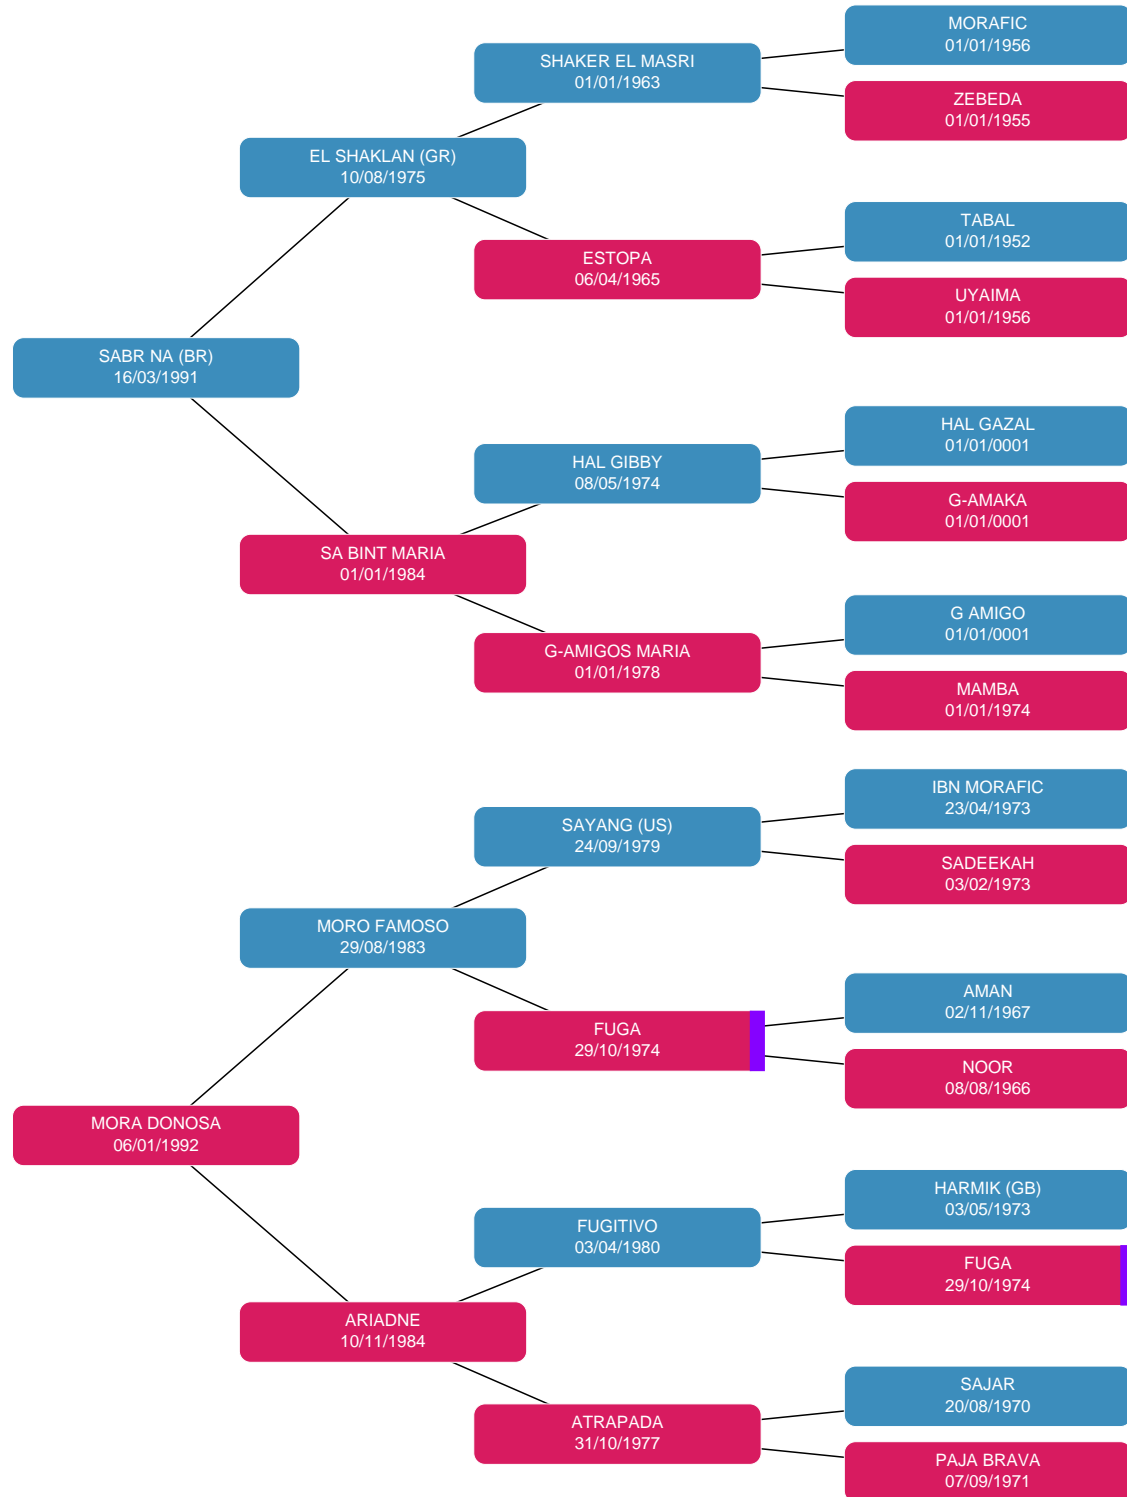 MORAFIC
01/01/1956
SHAKER EL MASRI
01/01/1963
ZEBEDA
01/01/1955
EL SHAKLAN (GR)
10/08/1975
TABAL
01/01/1952
ESTOPA
06/04/1965
UYAIMA
01/01/1956
SABR NA (BR)
16/03/1991
HAL GAZAL
01/01/0001
HAL GIBBY
08/05/1974
G-AMAKA
01/01/0001
SA BINT MARIA
01/01/1984
G AMIGO
01/01/0001
G-AMIGOS MARIA
01/01/1978
MAMBA
01/01/1974
IBN MORAFIC
23/04/1973
SAYANG (US)
24/09/1979
SADEEKAH
03/02/1973
MORO FAMOSO
29/08/1983
AMAN
02/11/1967
FUGA
29/10/1974
NOOR
08/08/1966
MORA DONOSA
06/01/1992
HARMIK (GB)
03/05/1973
FUGITIVO
03/04/1980
FUGA
29/10/1974
ARIADNE
10/11/1984
SAJAR
20/08/1970
ATRAPADA
31/10/1977
PAJA BRAVA
07/09/1971